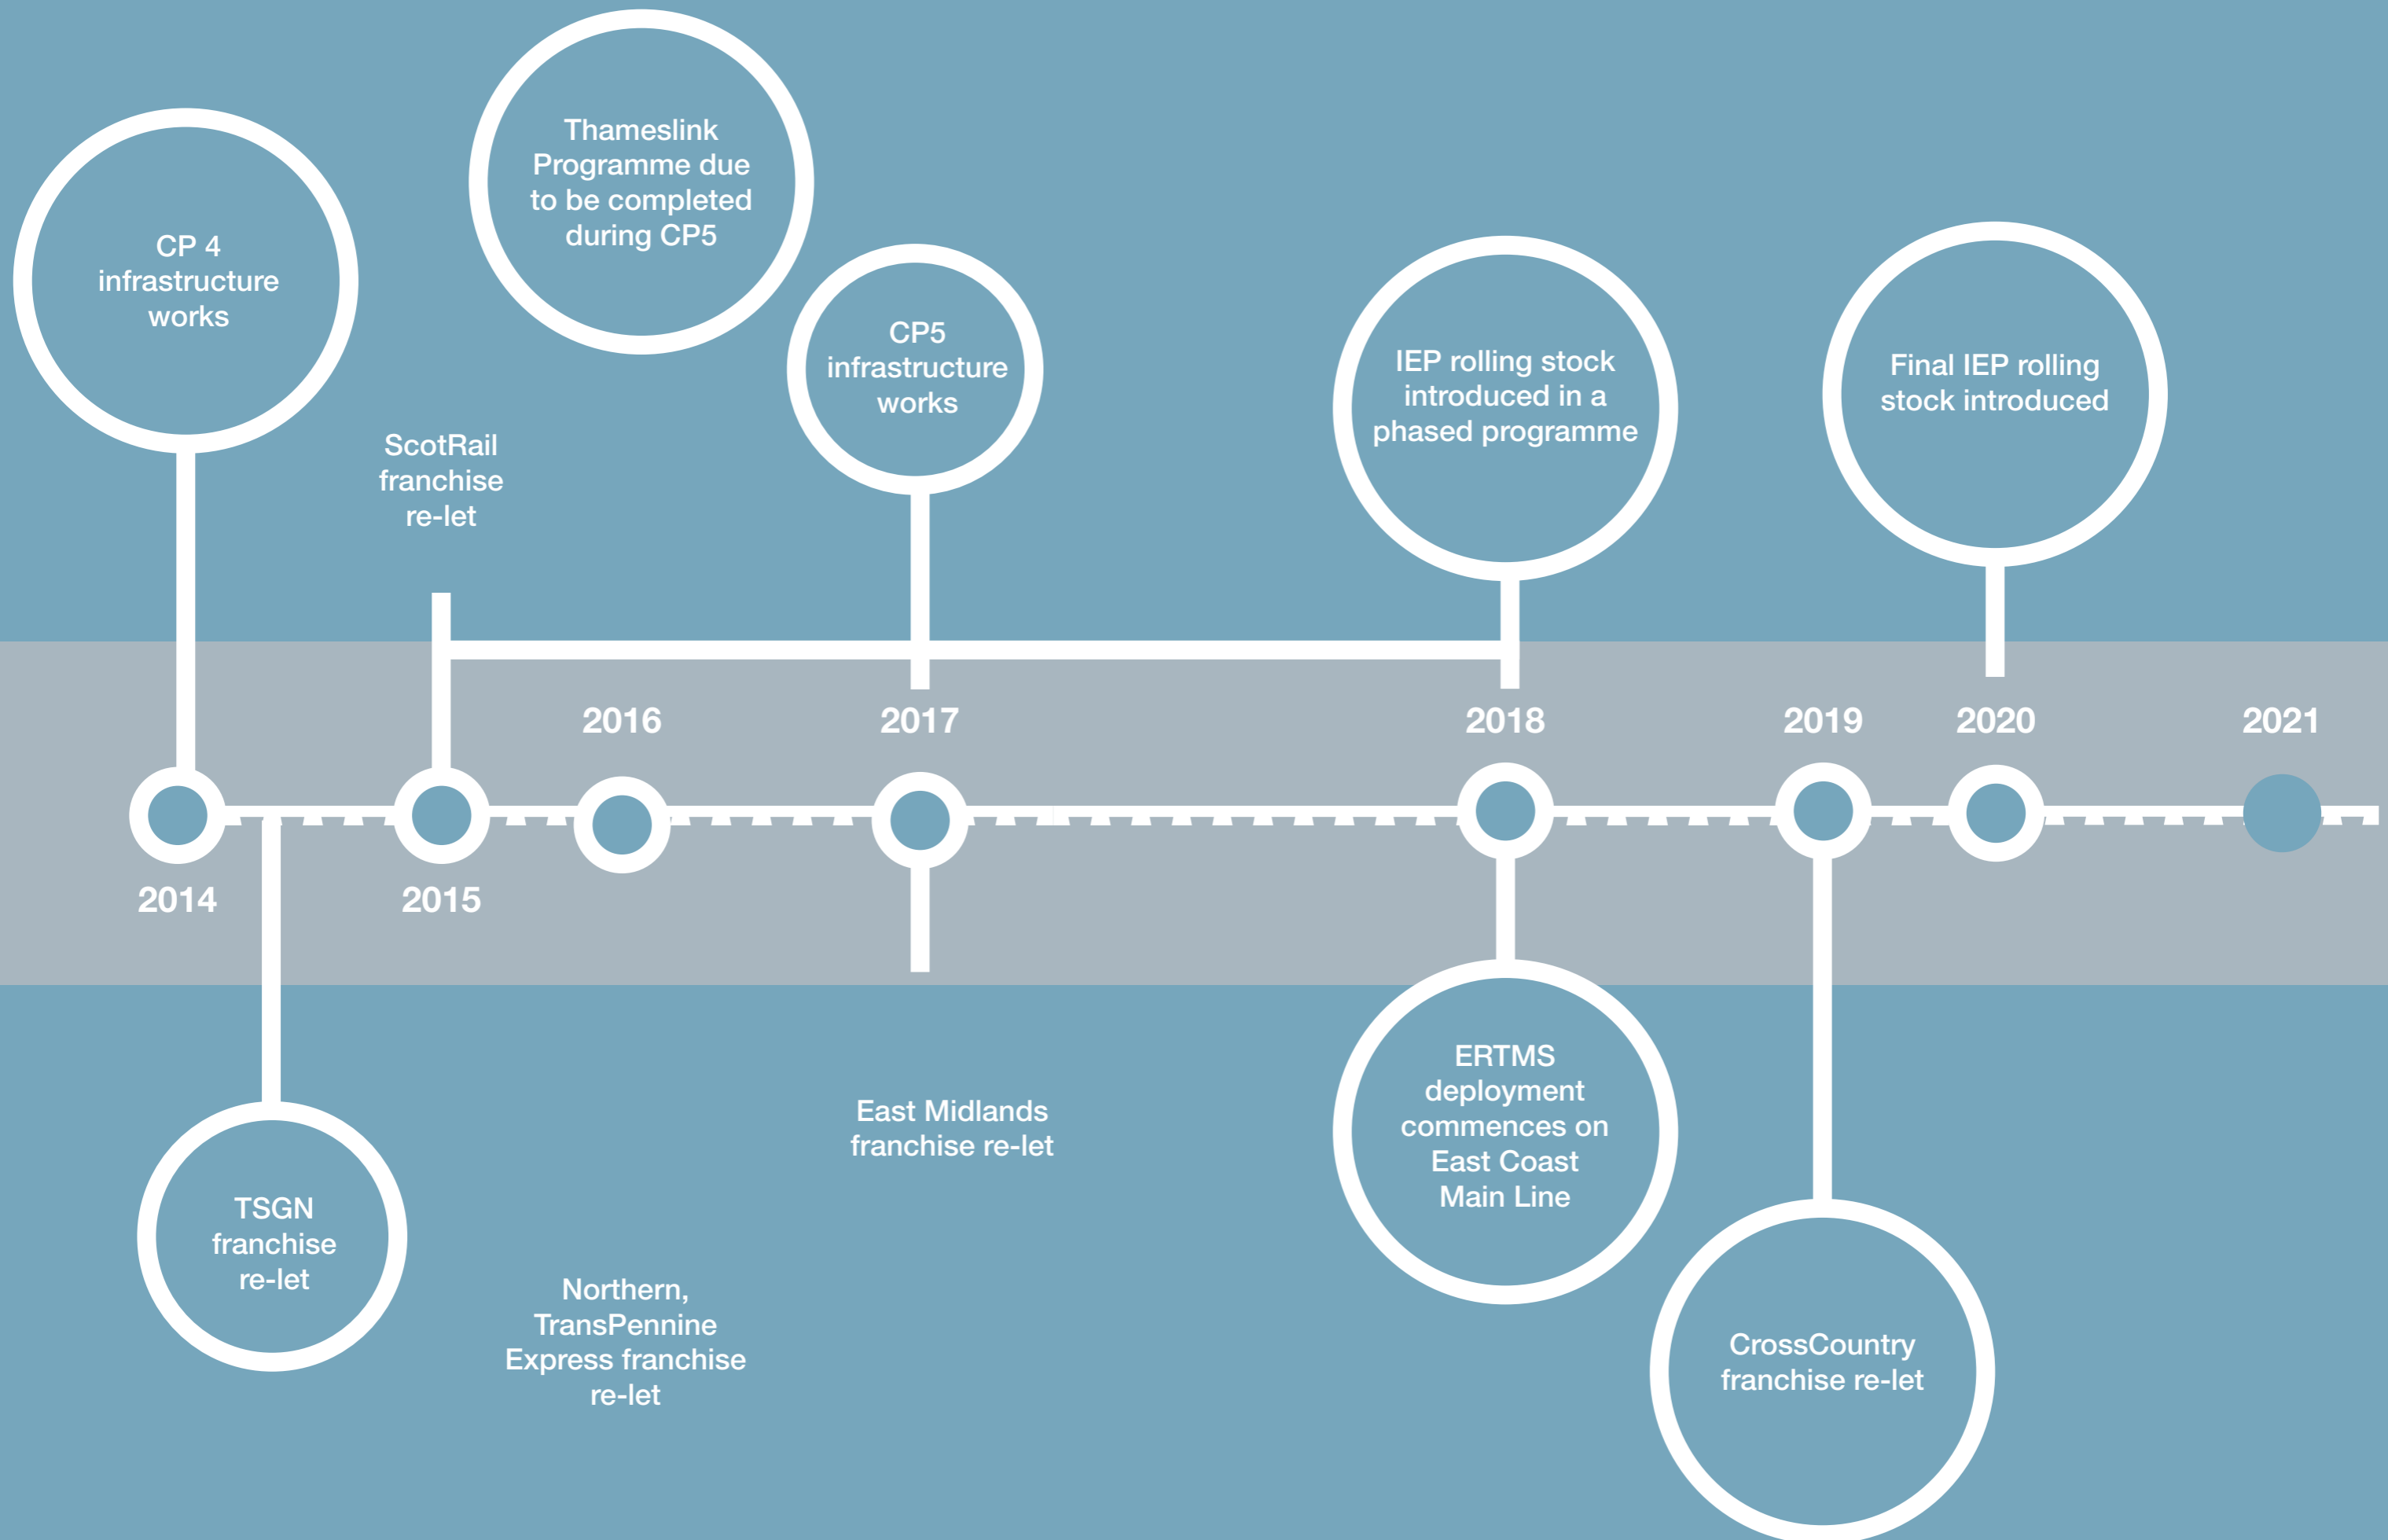 Thameslink
Programme due
to be completed
during CP5
CP 4
infrastructure
works
CP5
infrastructure
works
IEP rolling stock
introduced in a
phased programme
Final IEP rolling
stock introduced
ScotRail
franchise
re-let
2016
2017
2018
2019
2020
2021
2014
2015
ERTMS
deployment
commences on
East Coast
Main Line
East Midlands
franchise re-let
TSGN
franchise
re-let
Northern,
TransPennine
Express franchise
re-let
CrossCountry
franchise re-let